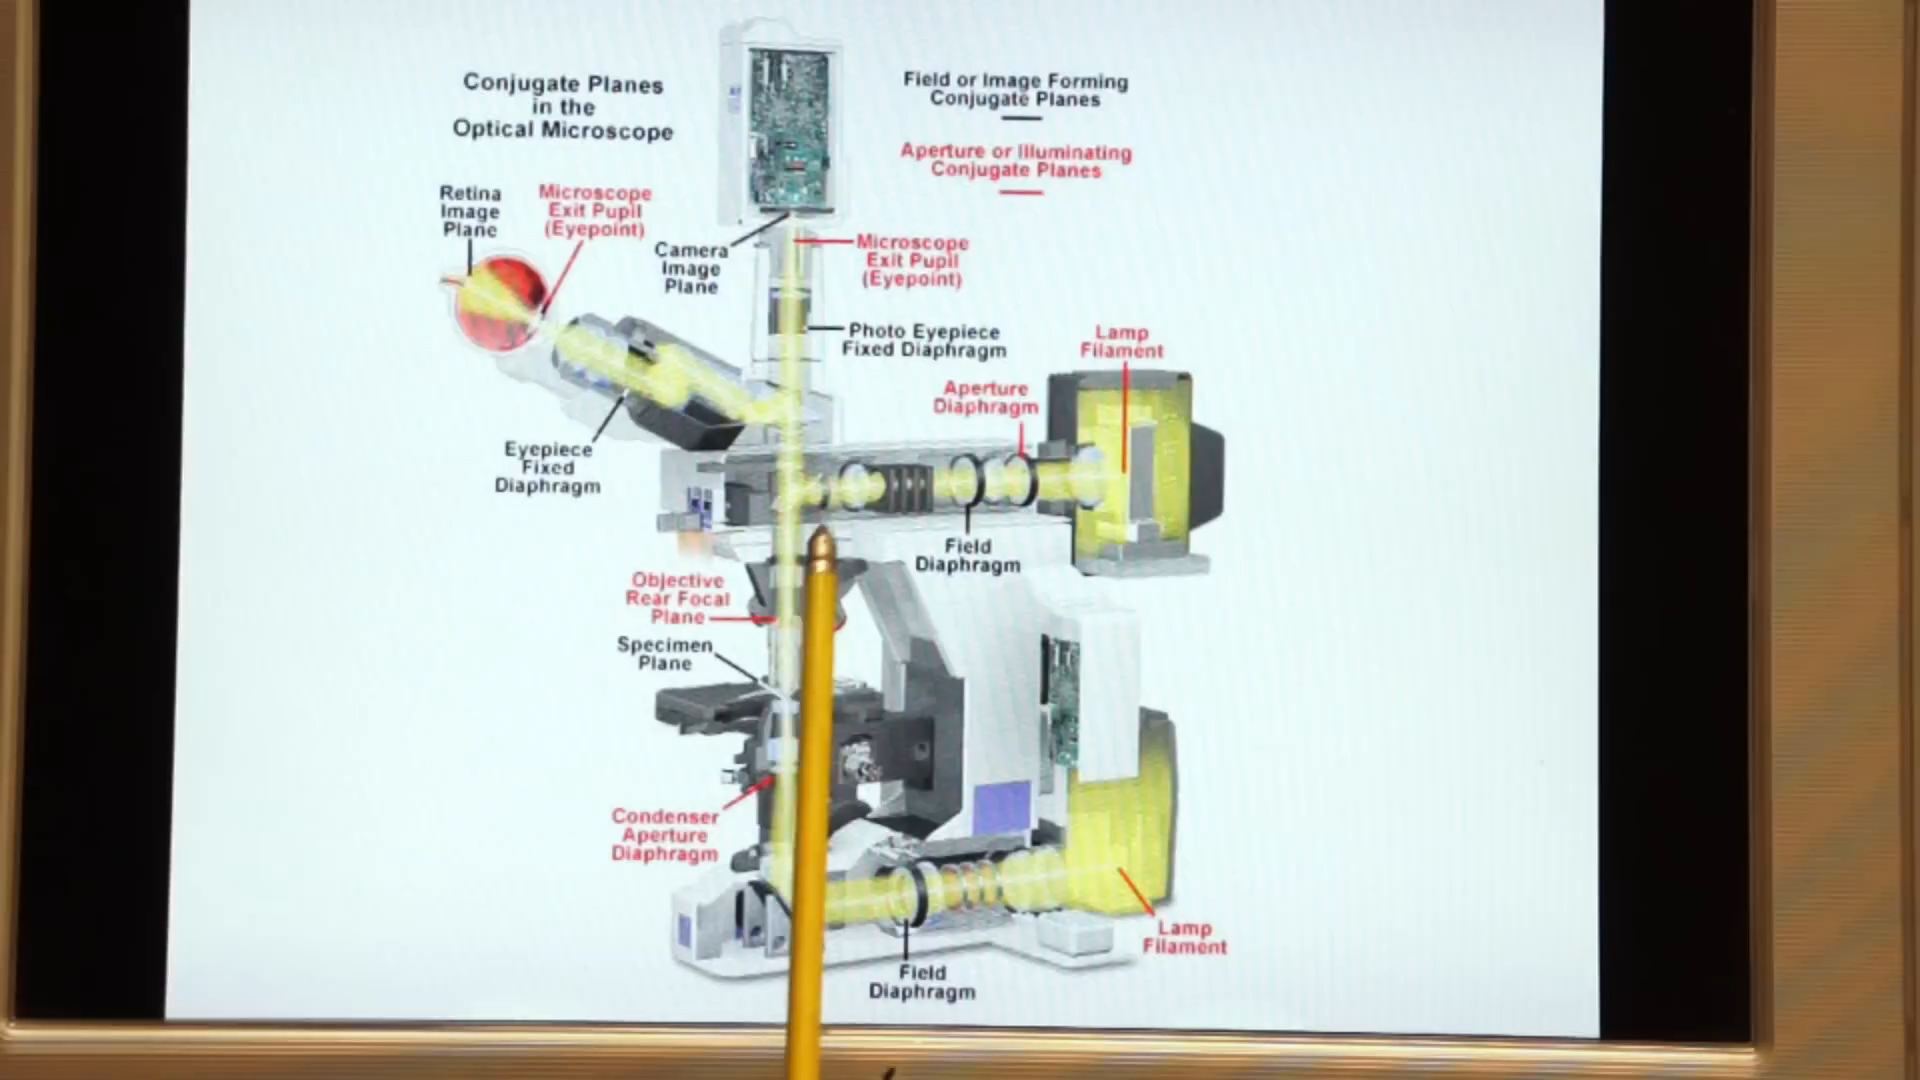 Conjugate Planes
in the
Optical Microscope
Field or Image Forming
Conjugate Planes
Aperture or Illuminating
Conjugate Planes
Retina
Image
Plane
Microscope
Exit Pupil
(Eyepoint)
Camera
Image
Plane
Microscope
Exit Pupil
(Eyepoint)
Photo Eyepiece
Fixed Diaphragm
Lamp
Filament
Aperture
Diaphragm
Eyepiece
Fixed
Diaphragm
Field
Diaphragm
Objective
Rear Focal
Plane
Specimen
Plane
Condenser
Aperture
Diaphragm
Lamp
Filament
Field
Diaphragm